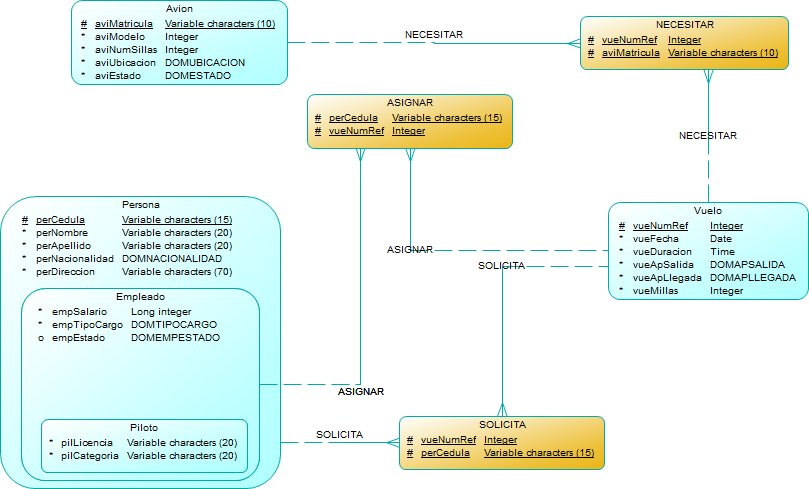 Avion
# aviMatricula Variable characters (10)
* aviModelo Integer
* aviNumSillas Integer
* aviUbicacion DOMUBICACION
* aviEstado DOMESTADO
NECESITAR
NECESITAR
# vueNumRef Integer
# aviMatricula Variable characters (10)
ASIGNAR
# perCedula Variable characters (15)
# vueNumRef Integer
NECESITAR
Persona
# perCedula Variable characters (15)
* perNombre Variable characters (20)
* perApellido Variable characters (20)
* perNacionalidad DOMNACIONALIDAD
* perDireccion Variable characters (70)
Vuelo
# vueNumRef Integer
* vueFecha Date
* vueDuracion Time
* vueApSalida DOMAPSALIDA
* vueApLlegada DOMAPLLEGADA
* vueMillas Integer
ASIGNAR
SOLICITA
Empleado
* empSalario Long integer
* empTipoCargo DOMTIPOCARGO
o empEstado DOMEMPESTADO
ASIGNAR
Piloto
* pilLicencia Variable characters (20)
* pilCategoria Variable characters (20)
SOLICITA
SOLICITA
# vueNumRef Integer
# perCedula Variable characters (15)